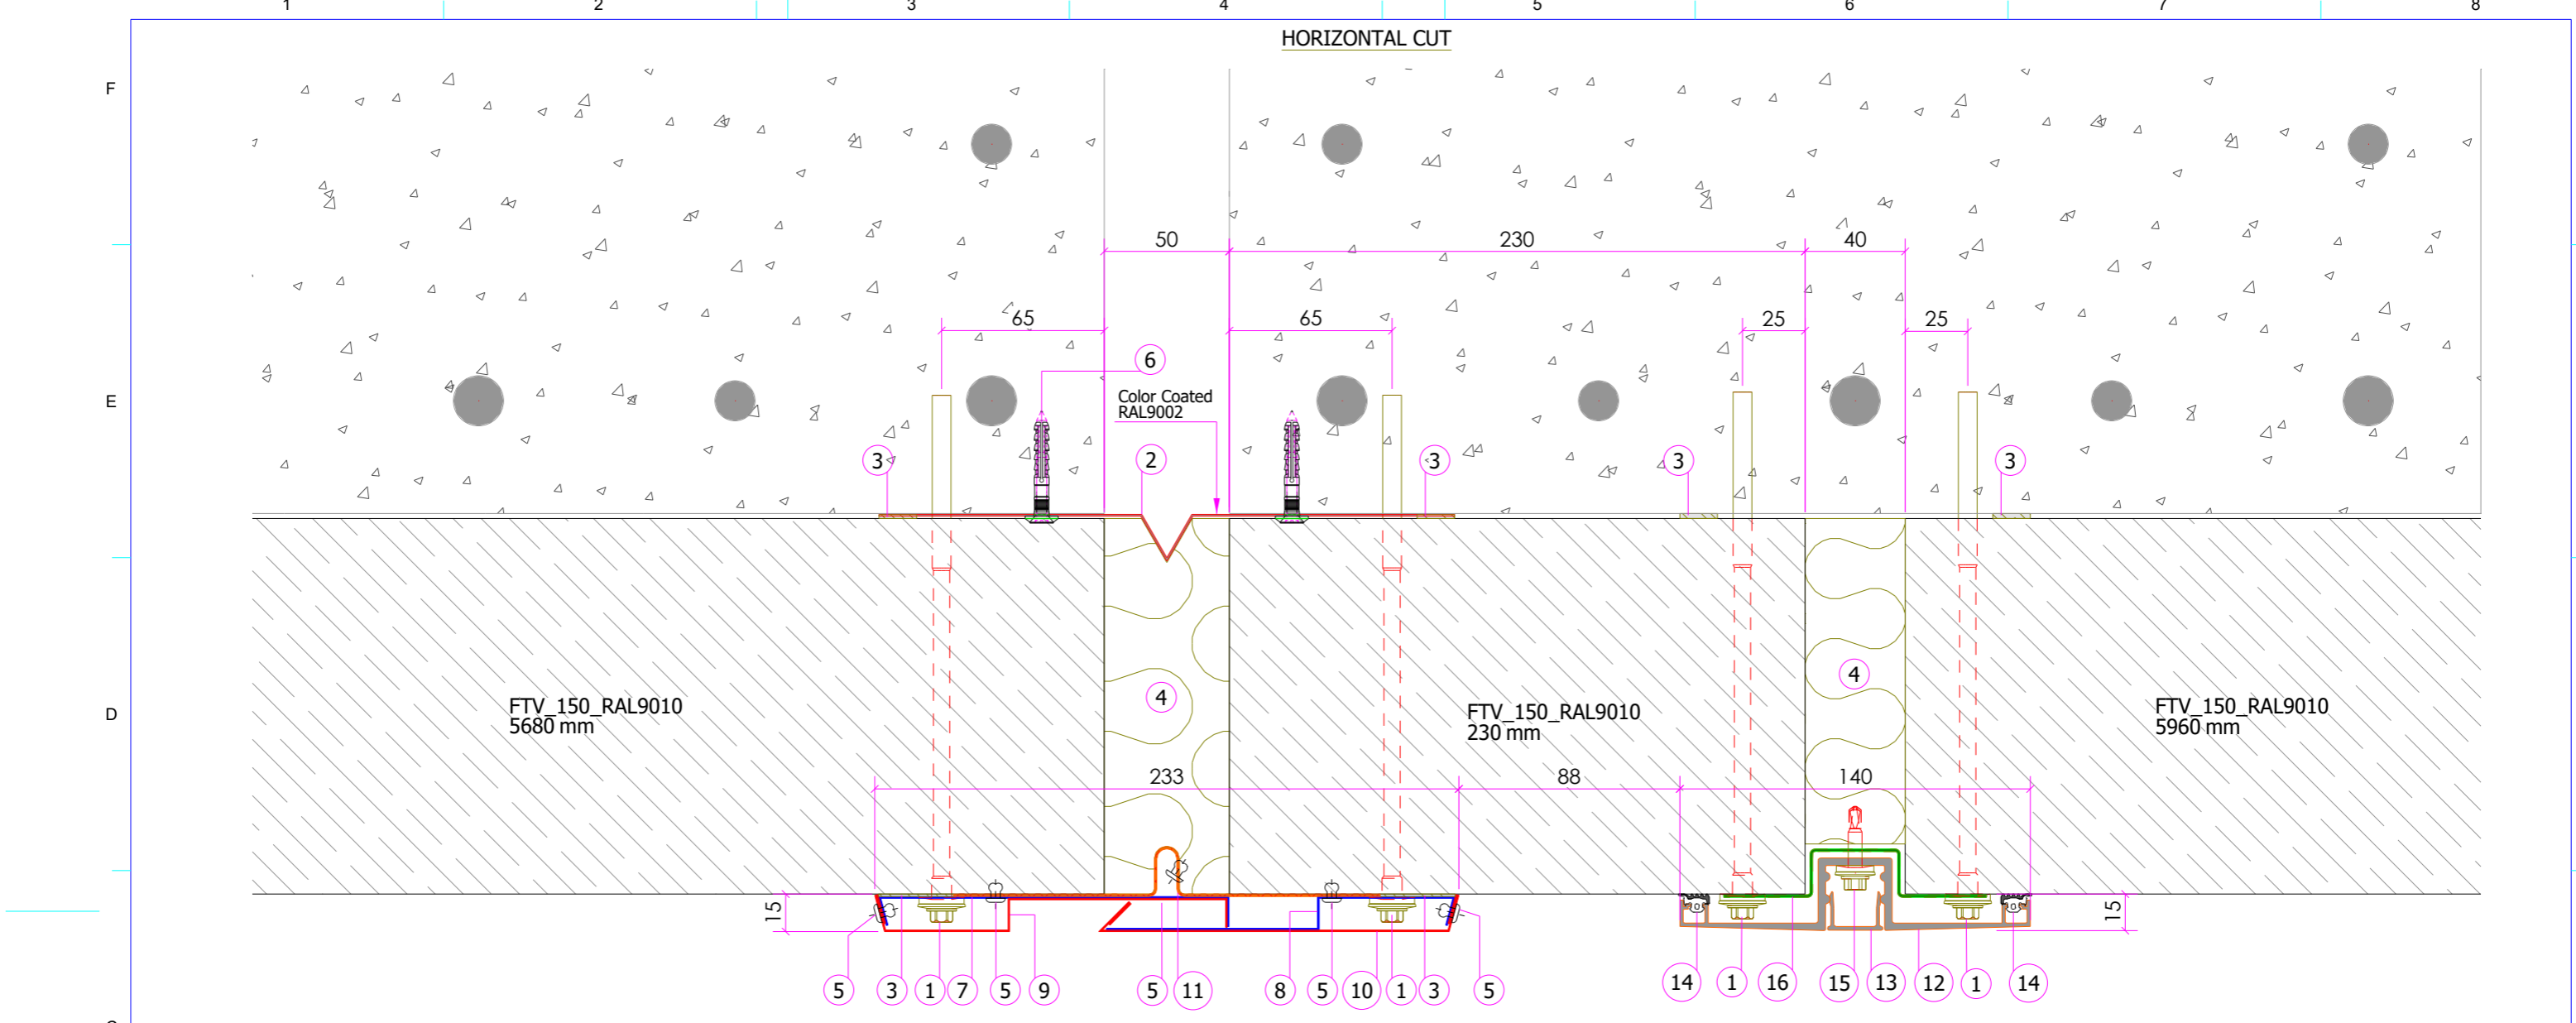 1 2 3 4 5 6 7 8
HORIZONTAL CUT
F
50 230 40
65 65 25 25
6
E
Color Coated
RAL9002
3 2 3 3 3
4 4
D
FTV_150_RAL9010
5680 mm
FTV_150_RAL9010
230 mm
FTV_150_RAL9010
5960 mm
233 88 140
15 15
5 3 1 7 5 9 5 11 8 5 10 1 3 5 14 1 16 15 13 12 1 14